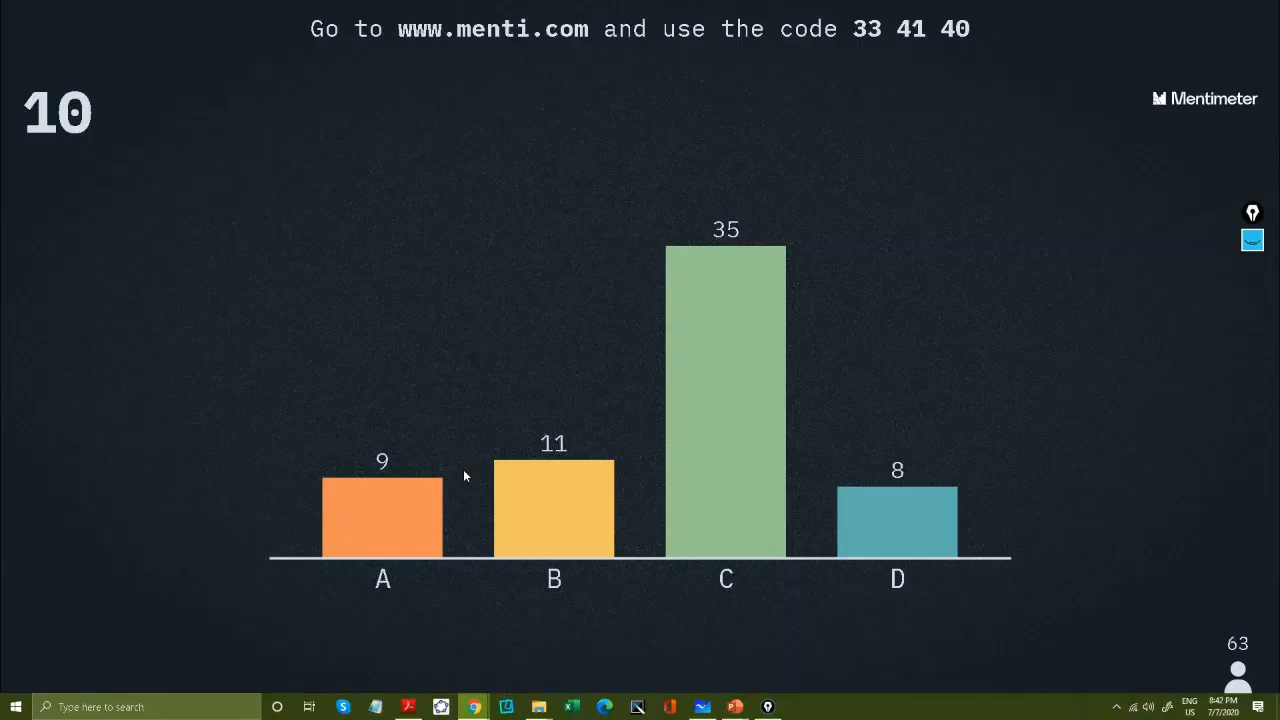 Go to www.menti.com and use the code 33 41 40
10
Mentimeter
35
11
9
8
A
B
C
D
63
Type here to search
ENG
US
8:42 PM
7/7/2020